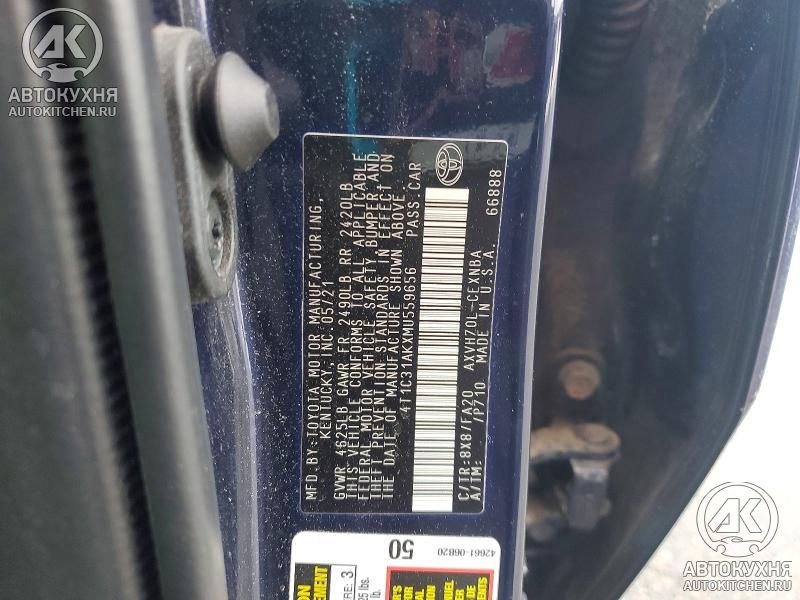 АВТОКУХНЯ
AUTOKITCHEN.RU
MFD. BY: TOYOTA MOTOR MANUFACTURING,
KENTUCKY, INC. 05/21
GVWR 4625LB GAWR FR 2490LB RR 2420LB
THIS VEHICLE CONFORMS TO ALL APPLICABLE
FEDERAL MOTOR VEHICLE SAFETY, BUMPER AND
THEFT PREVENTION STANDARDS IN EFFECT ON
THE DATE OF MANUFACTURE SHOWN ABOVE.
4T1C31AKXMU559656 PASS.CAR
C/TR: 8X8/FA20 AXVH70L-CEXNBA
A/TM: /P710 MADE IN U.S.A. 66888
50
42661-06B20
3
lbs.
АВТОКУХНЯ
AUTOKITCHEN.RU